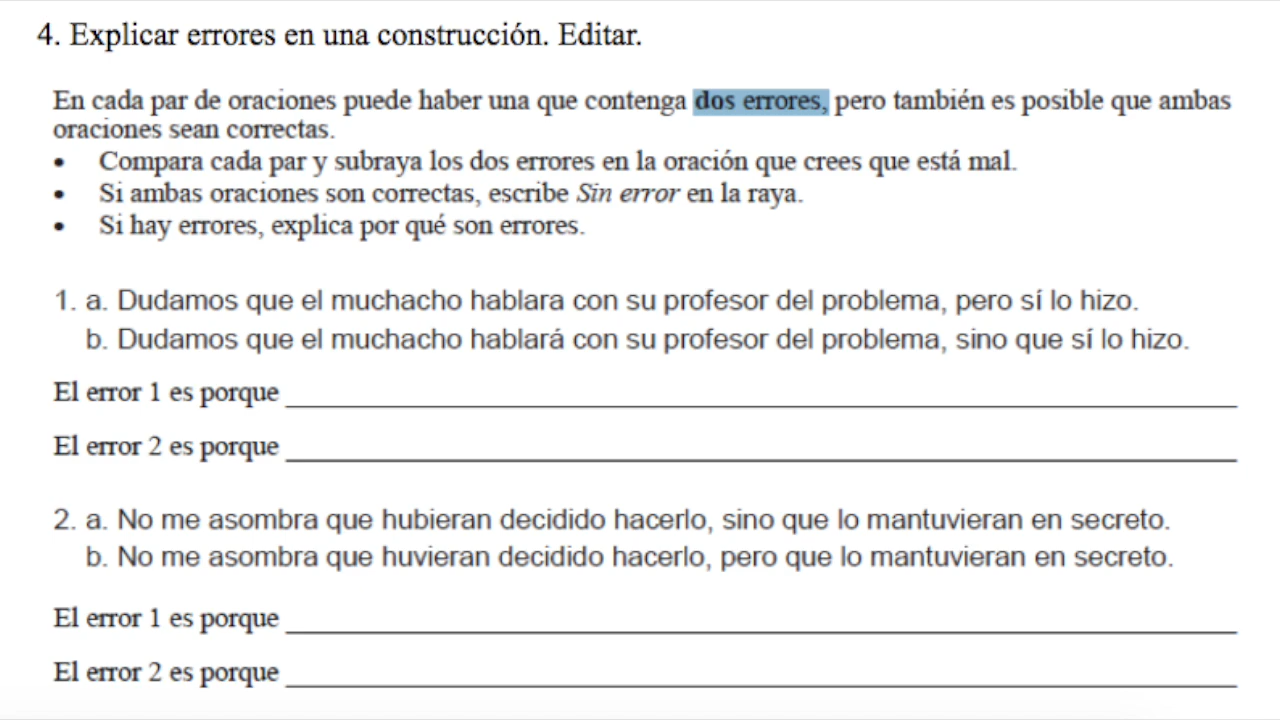 4. Explicar errores en una construcción. Editar.
En cada par de oraciones puede haber una que contenga dos errores, pero también es posible que ambas
oraciones sean correctas.
• Compara cada par y subraya los dos errores en la oración que crees que está mal.
• Si ambas oraciones son correctas, escribe Sin error en la raya.
• Si hay errores, explica por qué son errores.
1. a. Dudamos que el muchacho hablara con su profesor del problema, pero sí lo hizo.
b. Dudamos que el muchacho hablará con su profesor del problema, sino que sí lo hizo.
El error 1 es porque
El error 2 es porque
2. a. No me asombra que hubieran decidido hacerlo, sino que lo mantuvieran en secreto.
b. No me asombra que huvieran decidido hacerlo, pero que lo mantuvieran en secreto.
El error 1 es porque
El error 2 es porque